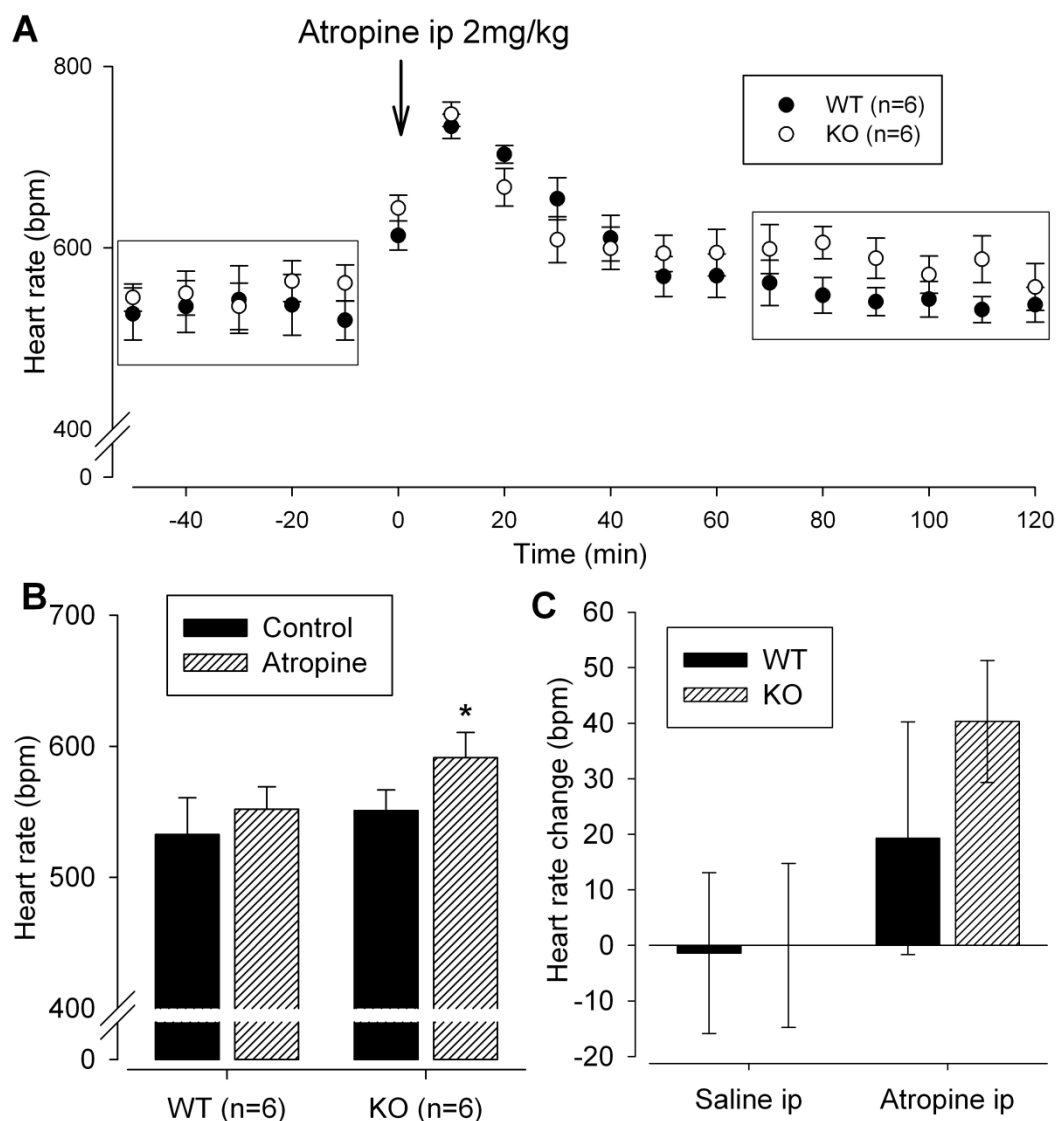 A
Atropine ip 2mg/kg
800
600
400
0
Heart rate (bpm)
WT (n=6)
KO (n=6)
-40 -20 0 20 40 60 80 100 120
Time (min)
B
700
600
500
400
0
Heart rate (bpm)
Control
Atropine
*
WT (n=6) KO (n=6)
C
60
50
40
30
20
10
0
-10
-20
Heart rate change (bpm)
WT
KO
Saline ip Atropine ip